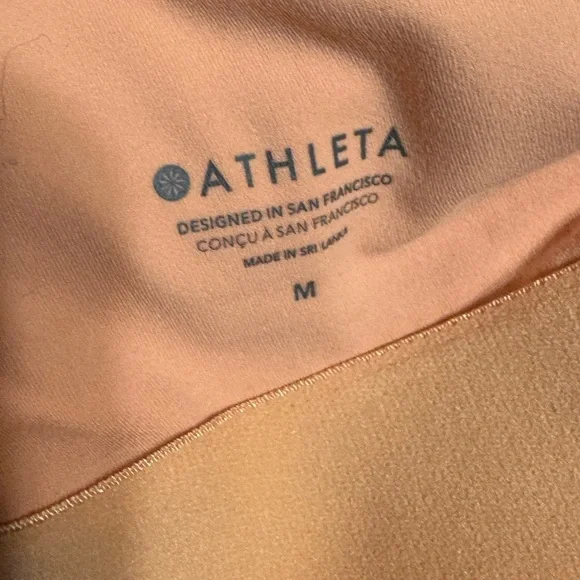 ATHLETA
DESIGNED IN SAN FRANCISCO
CONÇU À SAN FRANCISCO
MADE IN SRI LANKA
M